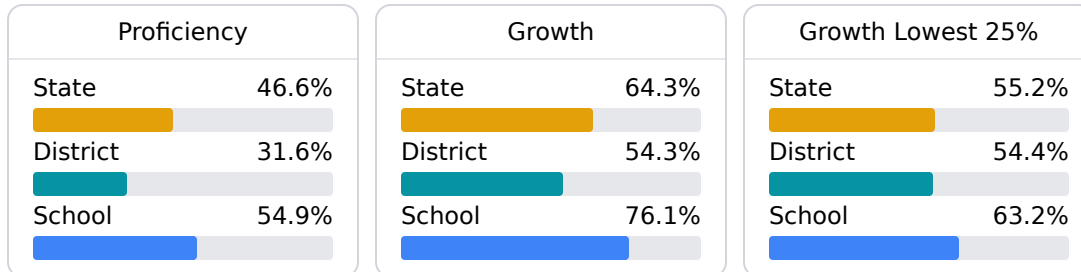 Proficiency
State 46.6%
District 31.6%
School 54.9%
Growth
State 64.3%
District 54.3%
School 76.1%
Growth Lowest 25%
State 55.2%
District 54.4%
School 63.2%